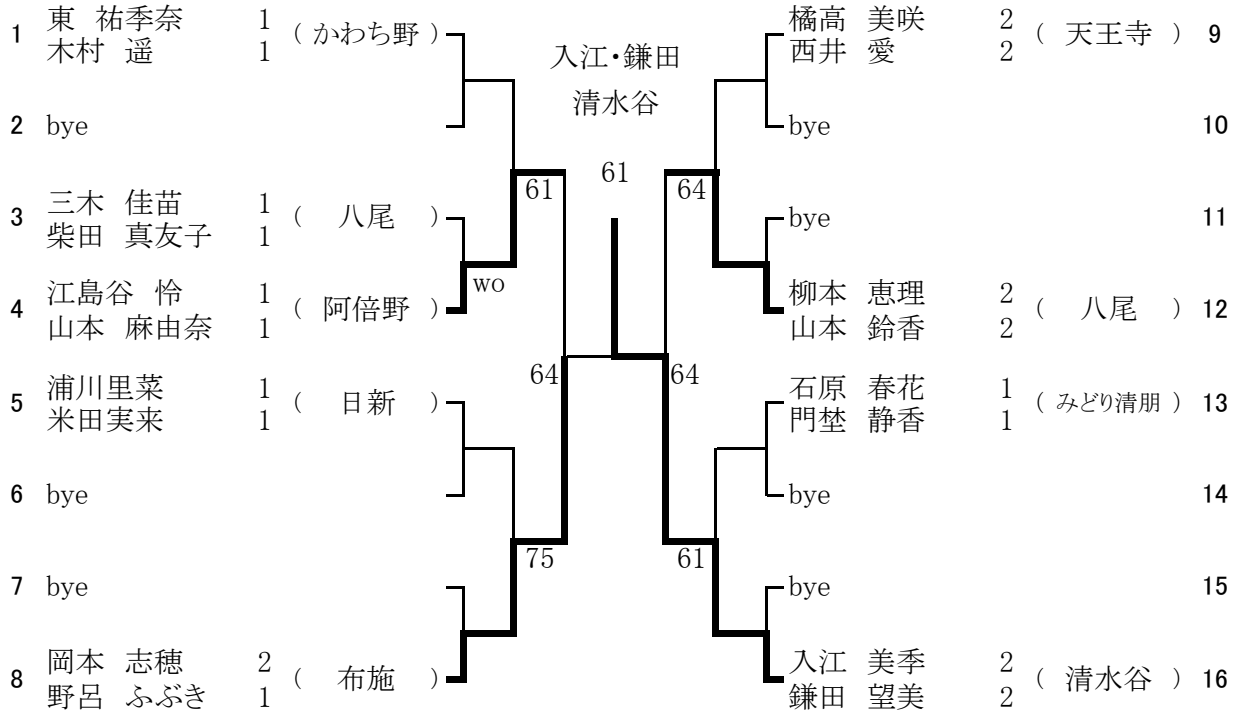 1 東 祐季奈 1 ( かわち野 )
木村 遥 1
2 bye
3 三木 佳苗 1 ( 八尾 )
柴田 真友子 1
4 江島谷 怜 1 ( 阿倍野 )
山本 麻由奈 1
5 浦川里菜 1 ( 日新 )
米田実来 1
6 bye
7 bye
8 岡本 志穂 2 ( 布施 )
野呂 ふぶき 1
61
wo
64
75
入江・鎌田
清水谷
61
64
64
61
橘高 美咲 2 ( 天王寺 ) 9
西井 愛 2
bye 10
bye 11
柳本 恵理 2 ( 八尾 ) 12
山本 鈴香 2
石原 春花 1 ( みどり清朋 ) 13
門埜 静香 1
bye 14
bye 15
入江 美季 2 ( 清水谷 ) 16
鎌田 望美 2